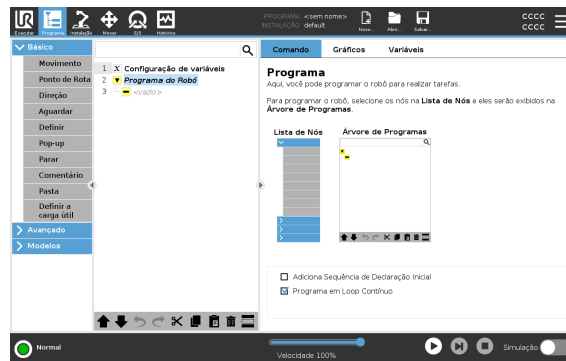 UR
Executar Programa Instalação Mover E/S Histórico
PROGRAMA <sem nome>
INSTALAÇÃO default
Novo... Abrir... Salvar...
CCCC
CCCC
Básico
Movimento
Ponto de Rota
Direção
Aguardar
Definir
Pop-up
Parar
Comentário
Pasta
Definir a
carga útil
Avançado
Modelos
1 X Configuração de variáveis
2 Programa do Robô
3 <vazio>
Comando Gráficos Variáveis
Programa
Aqui, você pode programar o robô para realizar tarefas.
Para programar o robô, selecione os nós na Lista de Nós e eles serão exibidos na
Árvore de Programas.
Lista de Nós Árvore de Programas
Adiciona Sequência de Declaração Inicial
Programa em Loop Contínuo
Normal
Velocidade 100%
Simulação